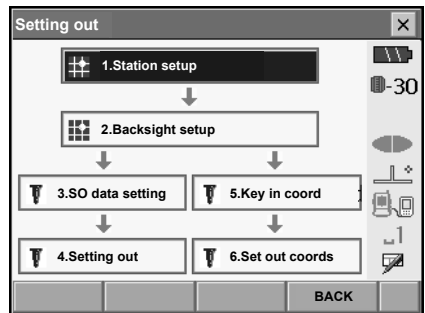 Setting out
1.Station setup
-30
2.Backsight setup
3.SO data setting
5.Key in coord
1
4.Setting out
6.Set out coords
BACK